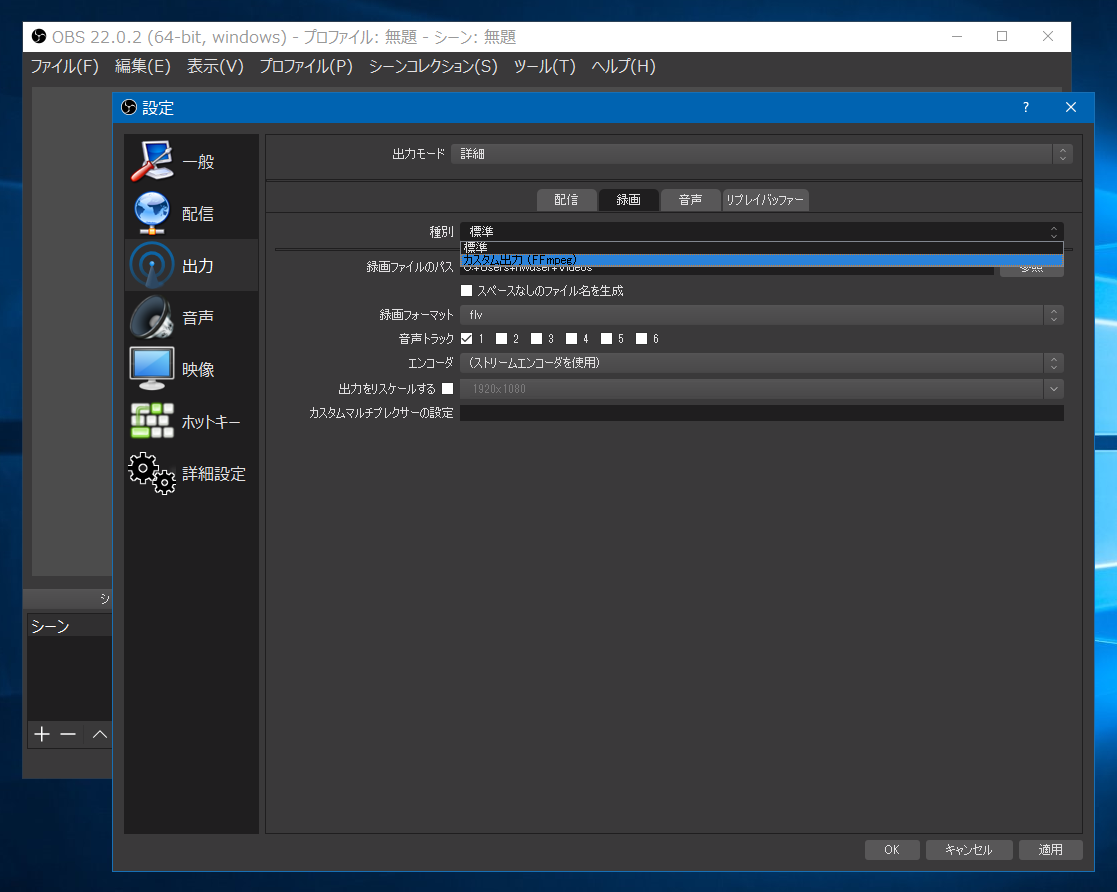 OBS 22.0.2 (64-bit, windows) - プロファイル: 無題 - シーン: 無題
ファイル(F) 編集(E) 表示(V) プロファイル(P) シーンコレクション(S) ツール(T) ヘルプ(H)
設定
?
一般
配信
出力
音声
映像
ホットキー
詳細設定
出力モード 詳細
配信 録画 音声 リプレイバッファー
種別 標準
標準
カスタム出力 (FFmpeg)
録画ファイルのパス 参照
スペースなしのファイル名を生成
録画フォーマット flv
音声トラック 1 2 3 4 5 6
エンコーダ (ストリームエンコーダを使用)
出力をリスケールする 1920x1080
カスタムマルチプレクサーの設定
シ
シーン
OK キャンセル 適用